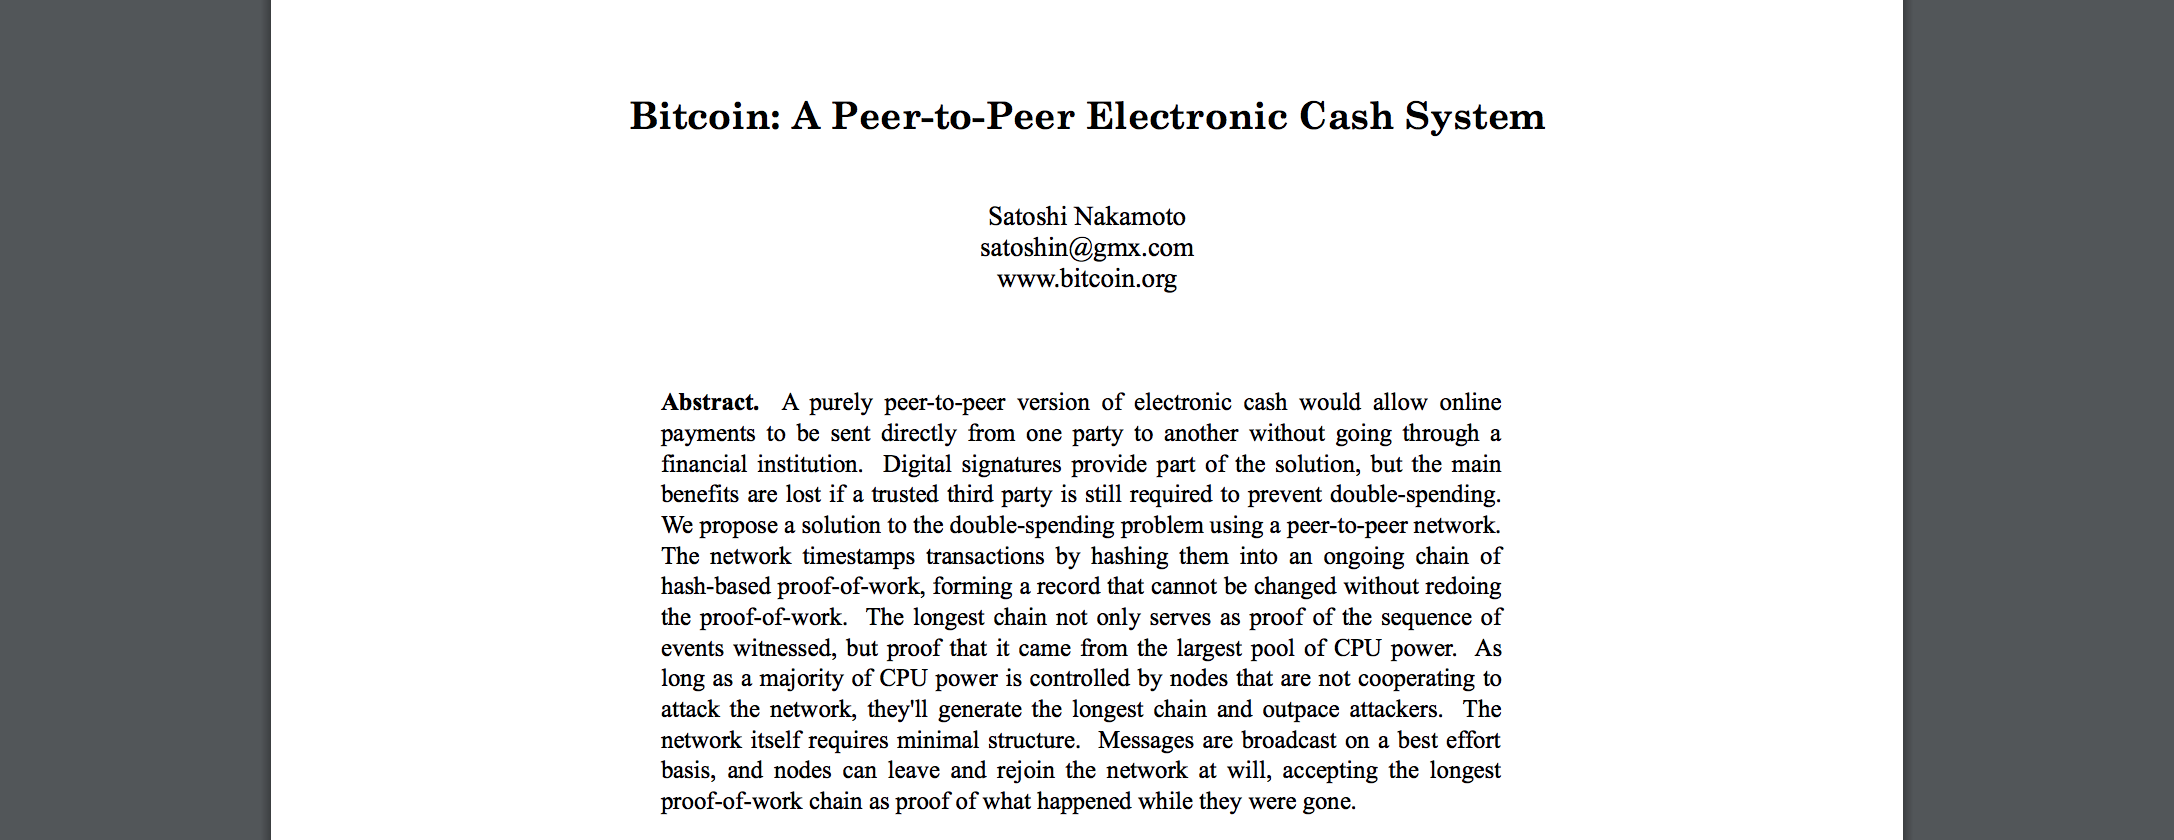 Bitcoin: A Peer-to-Peer Electronic Cash System
Satoshi Nakamoto
satoshin@gmx.com
www.bitcoin.org
Abstract. A purely peer-to-peer version of electronic cash would allow online
payments to be sent directly from one party to another without going through a
financial institution. Digital signatures provide part of the solution, but the main
benefits are lost if a trusted third party is still required to prevent double-spending.
We propose a solution to the double-spending problem using a peer-to-peer network.
The network timestamps transactions by hashing them into an ongoing chain of
hash-based proof-of-work, forming a record that cannot be changed without redoing
the proof-of-work. The longest chain not only serves as proof of the sequence of
events witnessed, but proof that it came from the largest pool of CPU power. As
long as a majority of CPU power is controlled by nodes that are not cooperating to
attack the network, they'll generate the longest chain and outpace attackers. The
network itself requires minimal structure. Messages are broadcast on a best effort
basis, and nodes can leave and rejoin the network at will, accepting the longest
proof-of-work chain as proof of what happened while they were gone.